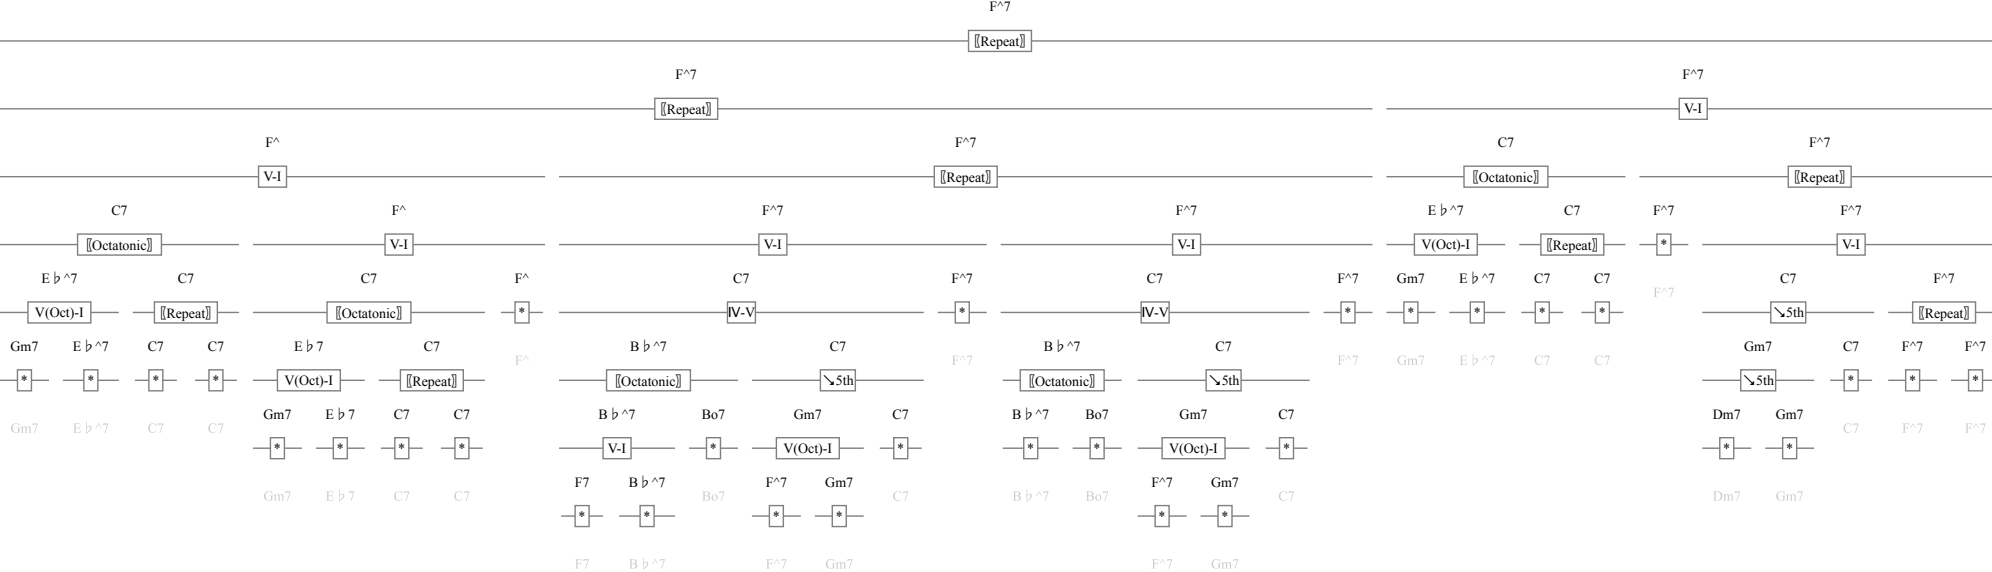 F^7
⟦Repeat⟧
F^7 F^7
⟦Repeat⟧ V-I
F^ F^7 C7 F^7
V-I ⟦Repeat⟧ ⟦Octatonic⟧ ⟦Repeat⟧
C7 F^ F^7 F^7 E♭^7 C7 F^7 F^7
⟦Octatonic⟧ V-I V-I V-I V(Oct)-I ⟦Repeat⟧ * V-I
E♭^7 C7 C7 F^ C7 F^7 C7 F^7 Gm7 E♭^7 C7 C7 F^7 C7 F^7
V(Oct)-I ⟦Repeat⟧ ⟦Octatonic⟧ * Ⅳ-V * Ⅳ-V * * * * * ↘5th ⟦Repeat⟧
Gm7 E♭^7 C7 C7 E♭7 C7 F^ B♭^7 C7 F^7 B♭^7 C7 F^7 Gm7 E♭^7 C7 C7 Gm7 C7 F^7 F^7
* * * * V(Oct)-I ⟦Repeat⟧ ⟦Octatonic⟧ ↘5th ⟦Octatonic⟧ ↘5th ↘5th * * *
Gm7 E♭^7 C7 C7 Gm7 E♭7 C7 C7 B♭^7 Bo7 Gm7 C7 B♭^7 Bo7 Gm7 C7 Dm7 Gm7 C7 F^7 F^7
* * * * V-I * V(Oct)-I * * * V(Oct)-I * * *
Gm7 E♭7 C7 C7 F7 B♭^7 Bo7 F^7 Gm7 C7 B♭^7 Bo7 F^7 Gm7 C7 Dm7 Gm7
* * * * * *
F7 B♭^7 F^7 Gm7 F^7 Gm7